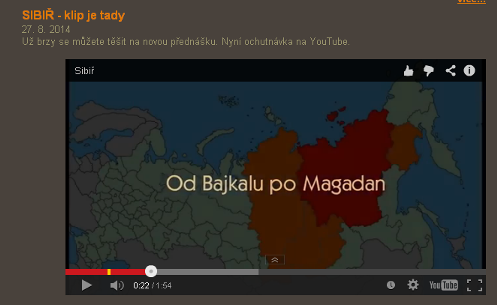 SIBIŘ - klip je tady
27. 8. 2014
Už brzy se můžete těšit na novou přednášku. Nyní ochutnávka na YouTube.
Sibiř
Od Bajkalu po Magadan
0:22 / 1:54
YouTube